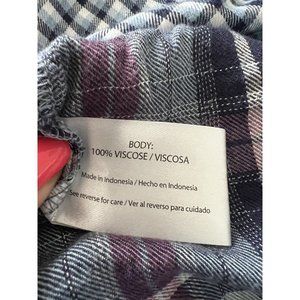 BODY:
100% VISCOSE / VISCOSA
Made in Indonesia / Hecho en Indonesia
See reverse for care / Ver al reverso para cuidado